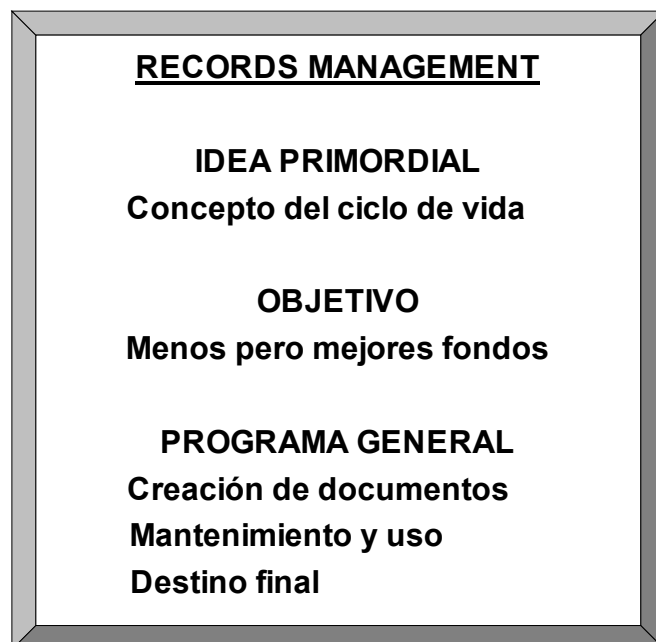 RECORDS MANAGEMENT
IDEA PRIMORDIAL
Concepto del ciclo de vida
OBJETIVO
Menos pero mejores fondos
PROGRAMA GENERAL
Creación de documentos
Mantenimiento y uso
Destino final